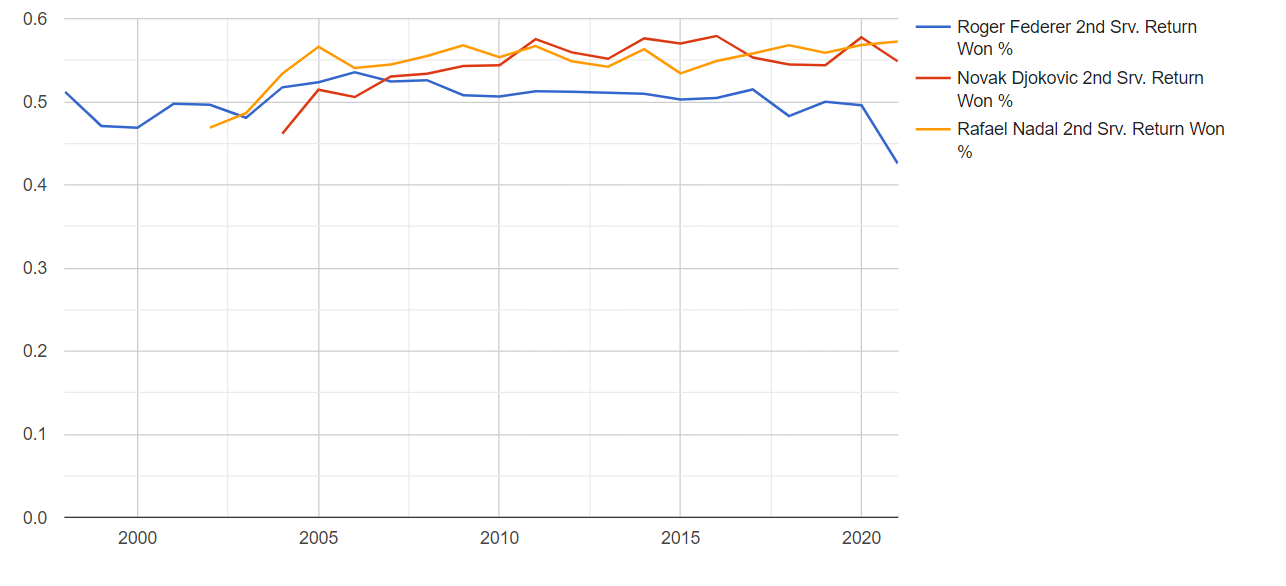 0.6
0.5
0.4
0.3
0.2
0.1
0.0
2000
2005
2010
2015
2020
Roger Federer 2nd Srv. Return
Won %
Novak Djokovic 2nd Srv. Return
Won %
Rafael Nadal 2nd Srv. Return Won
%